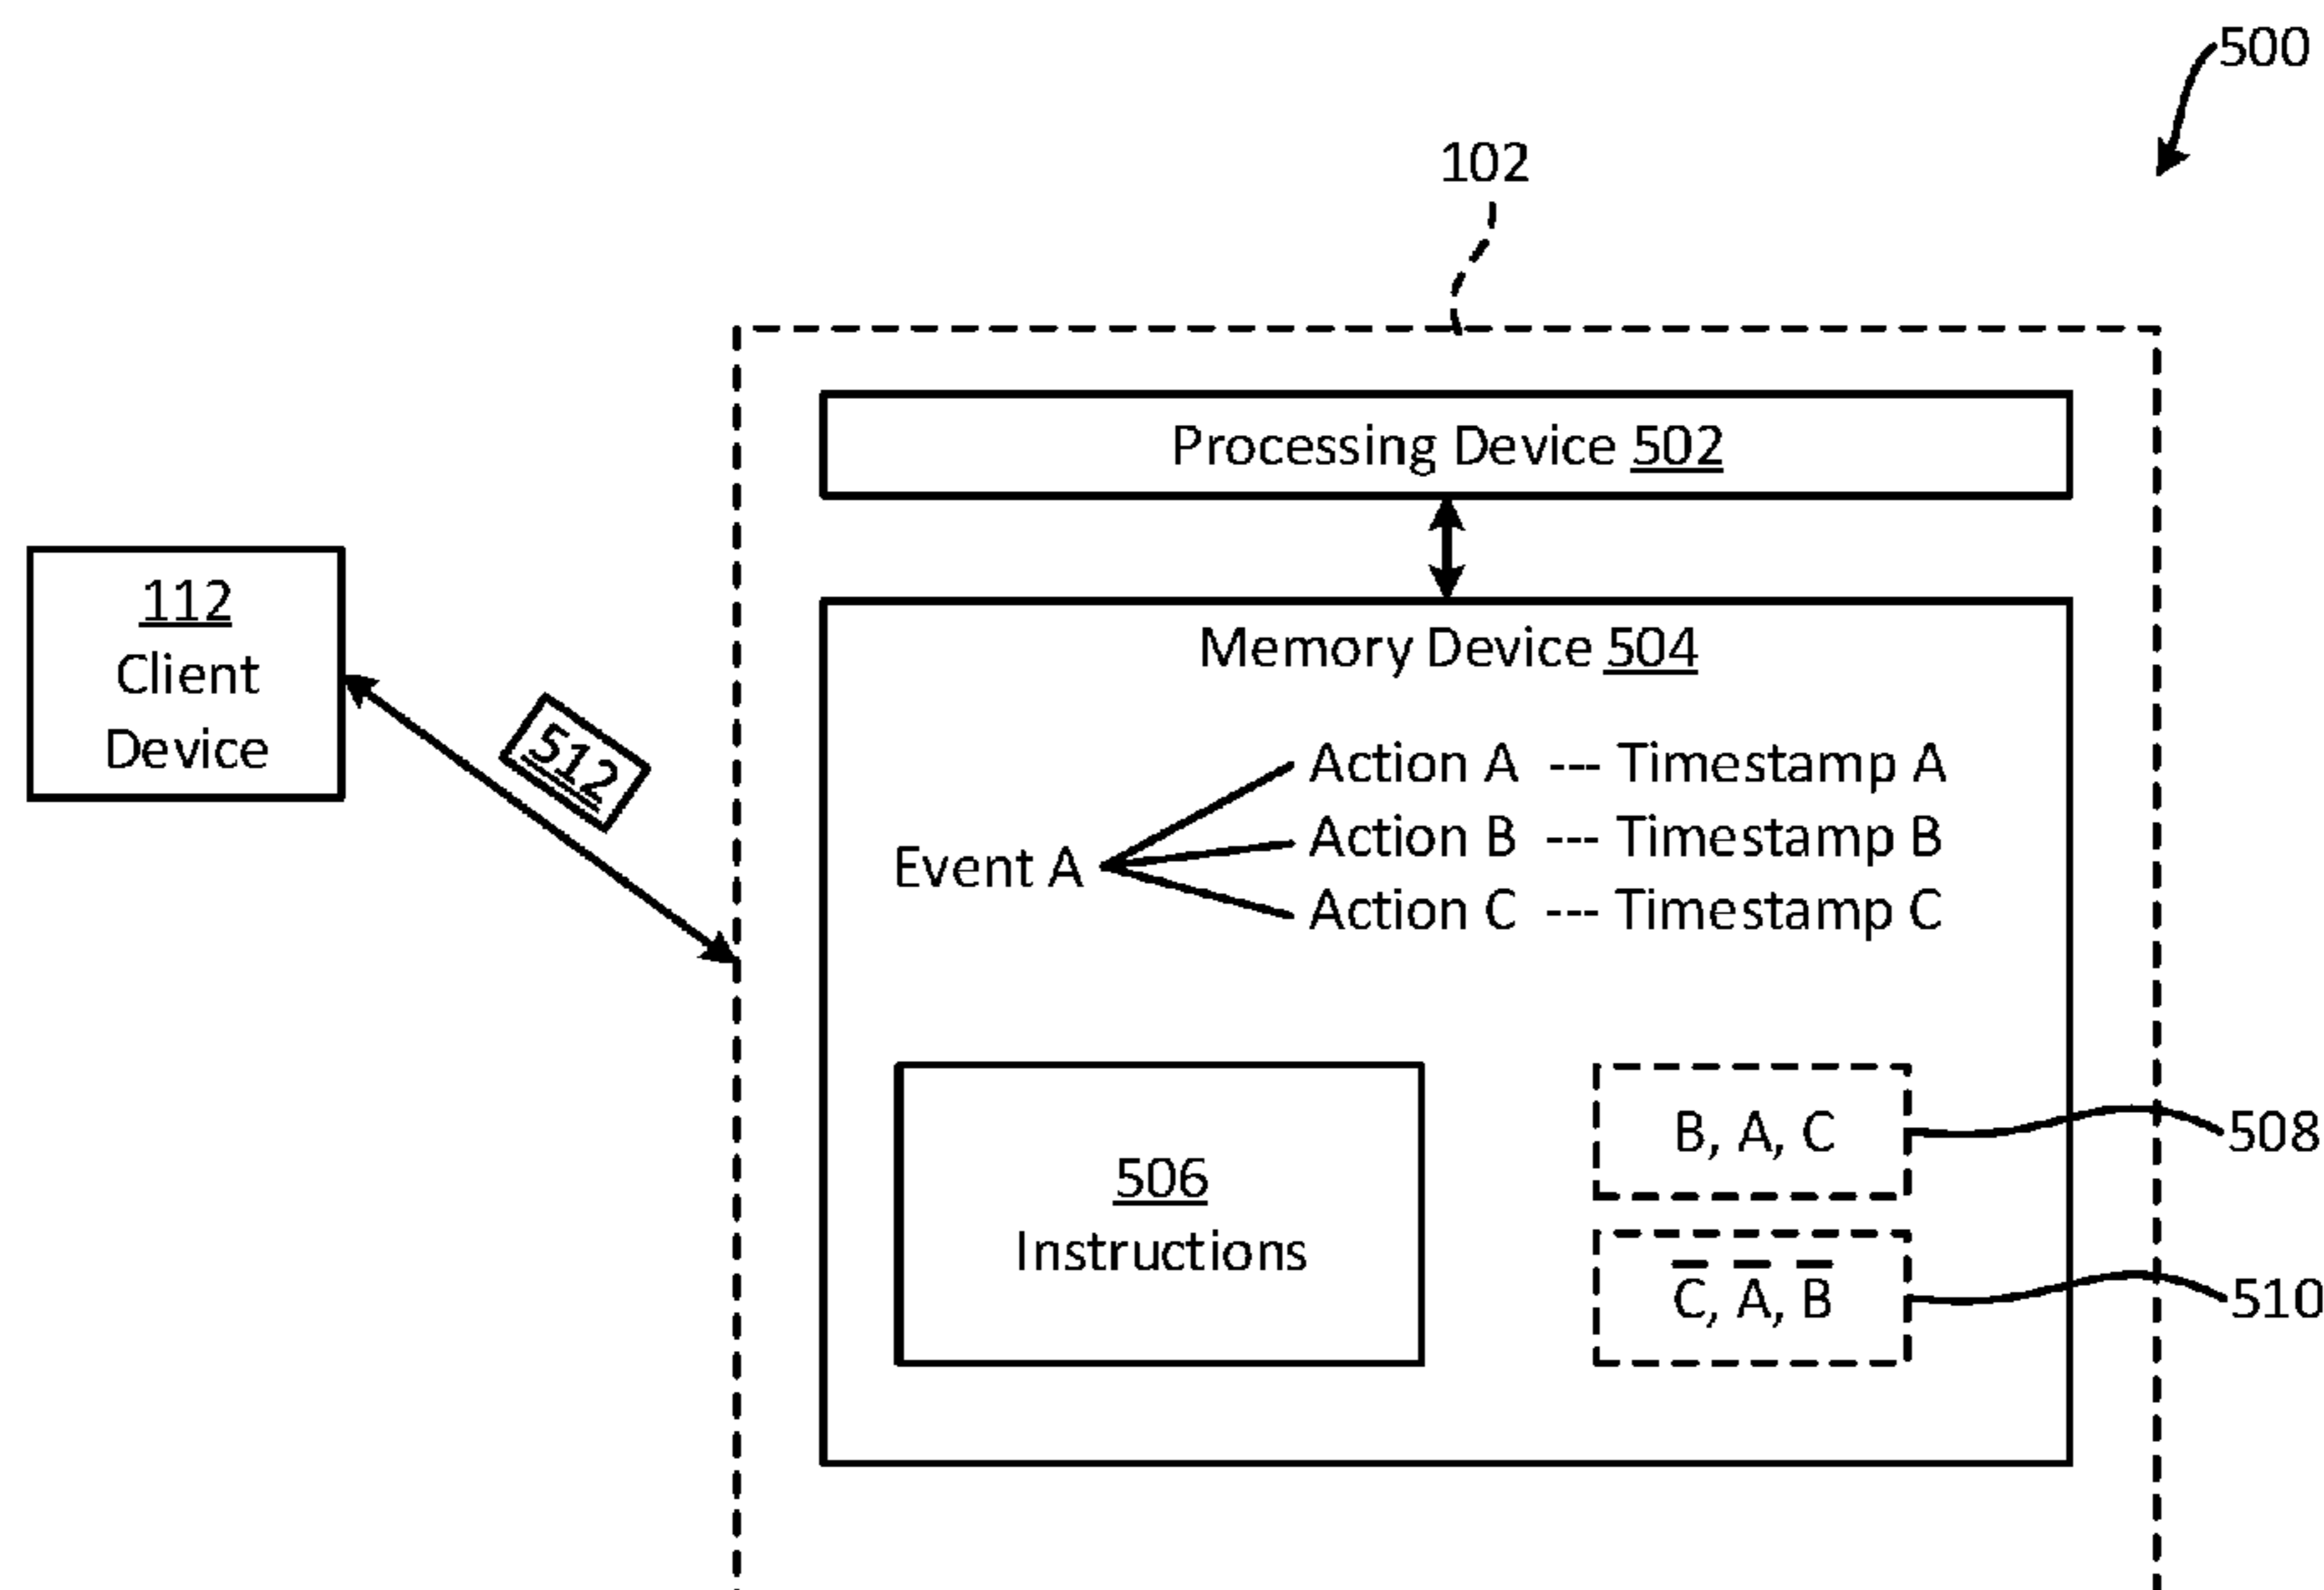 500
102
Processing Device 502
112
Client
Device
512
Memory Device 504
Action A --- Timestamp A
Action B --- Timestamp B
Event A
Action C --- Timestamp C
B, A, C
508
506
Instructions
C̅, A̅, B̅
510